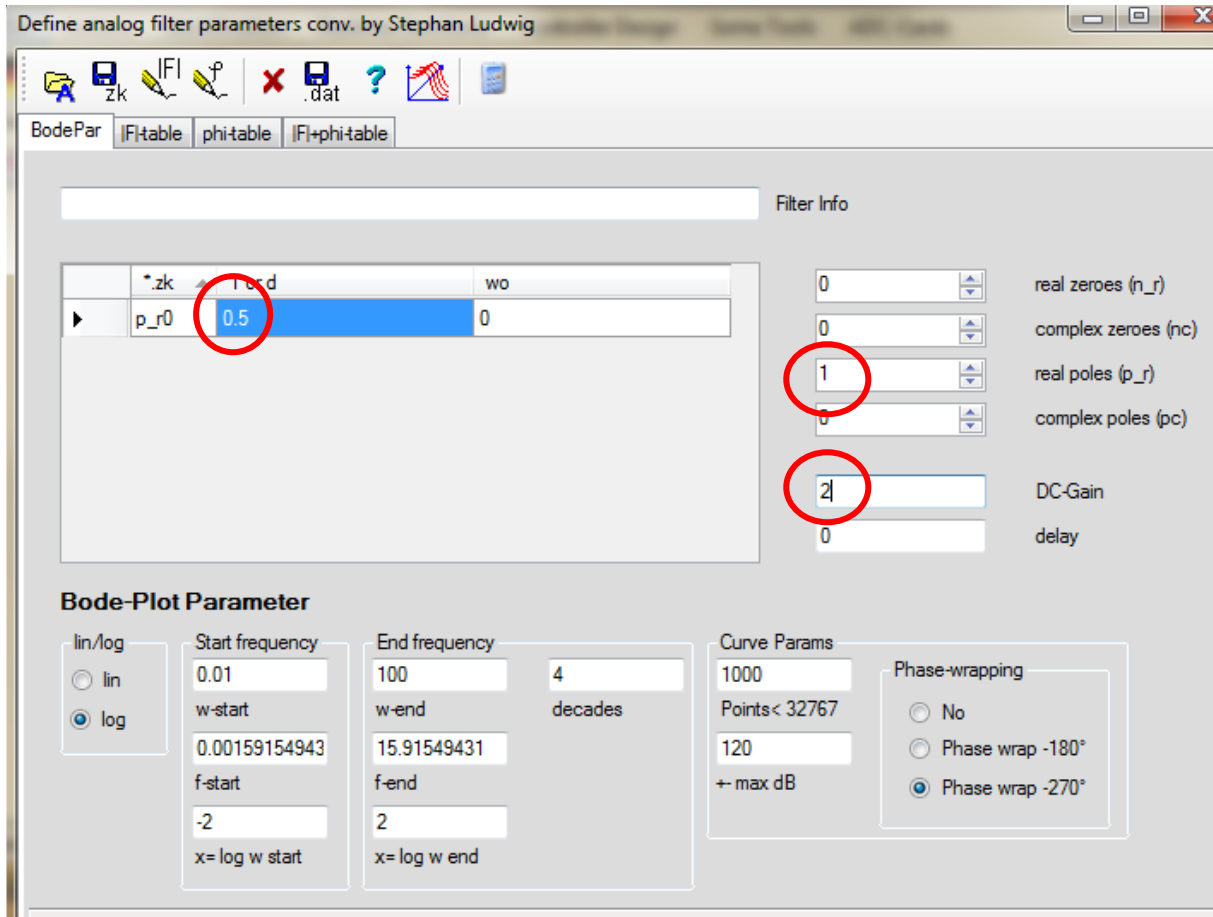 Define analog filter parameters conv. by Stephan Ludwig
zk |F| φ .dat ?
BodePar |F|-table phi-table |F|+phi-table
Filter Info
*.zk or d wo
p_r0 0.5 0
0 real zeroes (n_r)
0 complex zeroes (nc)
1 real poles (p_r)
0 complex poles (pc)
2 DC-Gain
0 delay
Bode-Plot Parameter
lin/log
lin
log
Start frequency
0.01
w-start
0.00159154943
f-start
-2
x= log w start
End frequency
100 4
w-end decades
15.91549431
f-end
2
x= log w end
Curve Params
1000
Points< 32767
120
+- max dB
Phase-wrapping
No
Phase wrap -180°
Phase wrap -270°